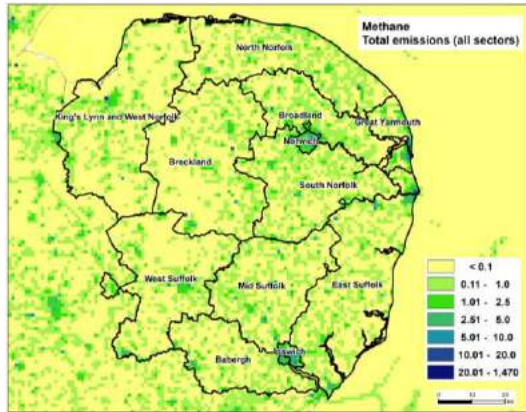 Methane
Total emissions (all sectors)
North Norfolk
King's Lynn and West Norfolk
Broadland
Great Yarmouth
Norwich
Breckland
South Norfolk
West Suffolk
Mid Suffolk
East Suffolk
Babergh
Ipswich
< 0.1
0.11 - 1.0
1.01 - 2.5
2.51 - 5.0
5.01 - 10.0
10.01 - 20.0
20.01 - 1,470